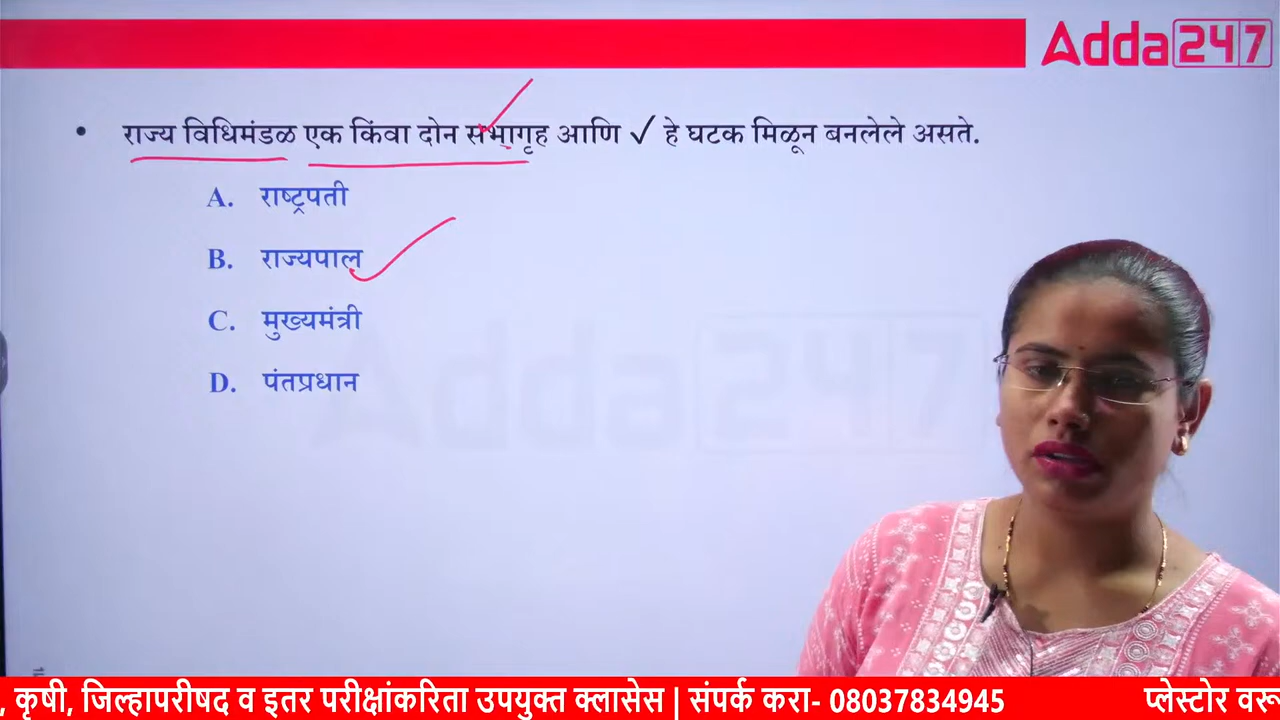 Adda247
• राज्य विधिमंडळ एक किंवा दोन सभागृह आणि ✓ हे घटक मिळून बनलेले असते.
A. राष्ट्रपती
B. राज्यपाल
C. मुख्यमंत्री
D. पंतप्रधान
Adda247
, कृषी, जिल्हापरीषद व इतर परीक्षांकरिता उपयुक्त क्लासेस | संपर्क करा- 08037834945 प्लेस्टोर वरू